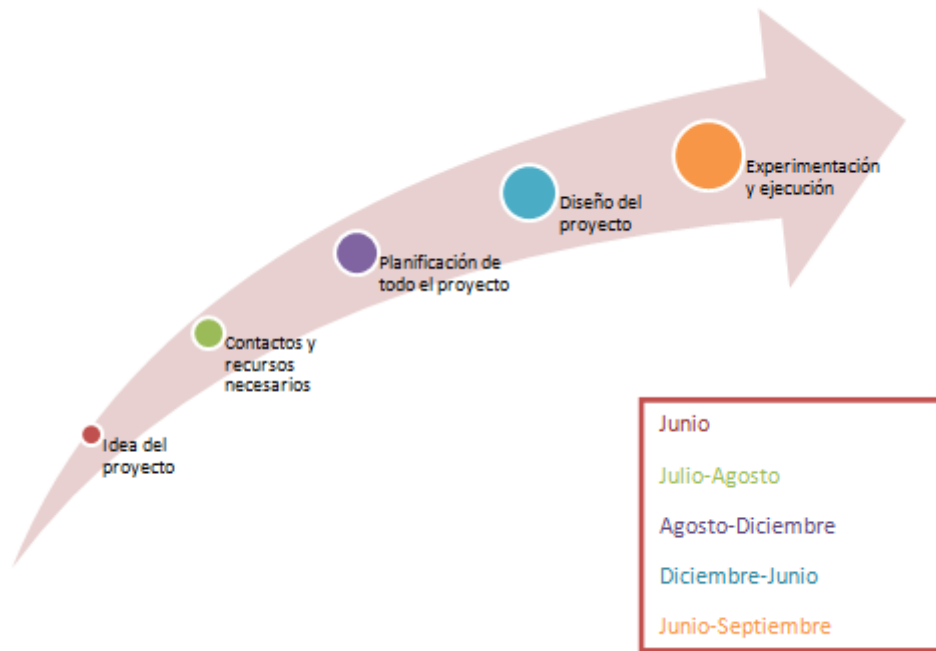 Experimentación
y ejecución
Diseño del
proyecto
Planificación de
todo el proyecto
Contactos y
recursos
necesarios
Idea del
proyecto
Junio
Julio-Agosto
Agosto-Diciembre
Diciembre-Junio
Junio-Septiembre